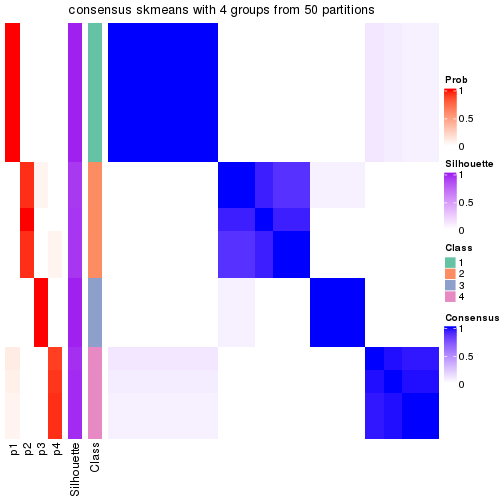 consensus skmeans with 4 groups from 50 partitions
Prob
1
0.5
0
Silhouette
1
0.5
0
Class
1
2
3
4
Consensus
1
0.5
0
p1
p2
p3
p4
Silhouette
Class